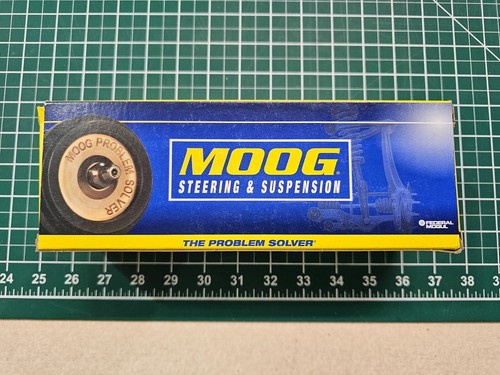 MOOG PROBLEM SOLVER
MOOG®
STEERING & SUSPENSION
FEDERAL
MOGUL
THE PROBLEM SOLVER®
24 25 26 27 28 29 30 31 32 33 34 35 36 37 38 39